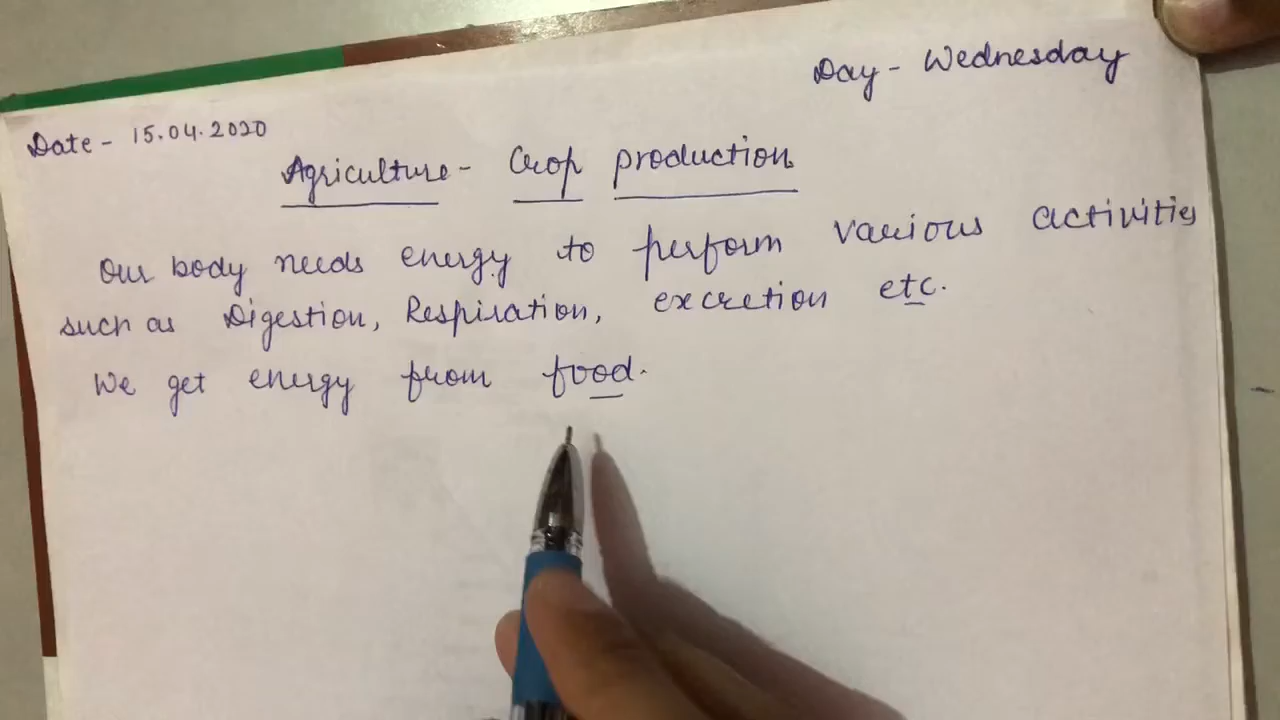 Day - Wednesday
Date - 15.04.2020
Agriculture - Crop production
Our body needs energy to perform various activities
such as Digestion, Respiration, excretion etc.
We get energy from food.